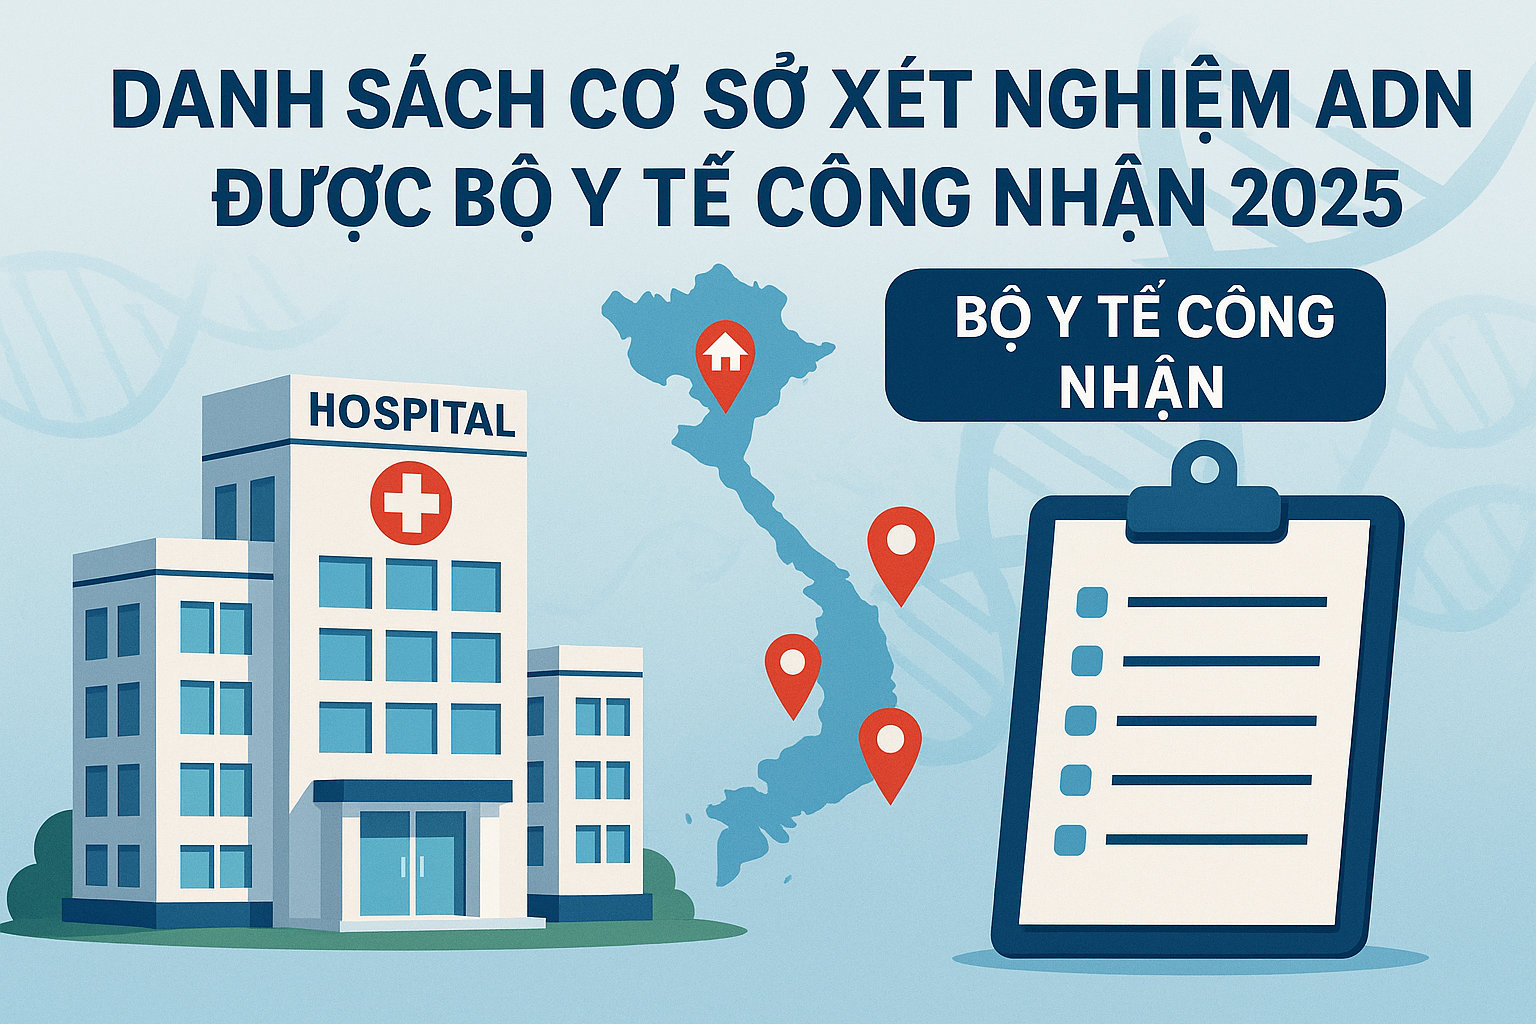 DANH SÁCH CƠ SỞ XÉT NGHIỆM ADN
ĐƯỢC BỘ Y TẾ CÔNG NHẬN 2025
BỘ Y TẾ CÔNG
NHẬN
HOSPITAL